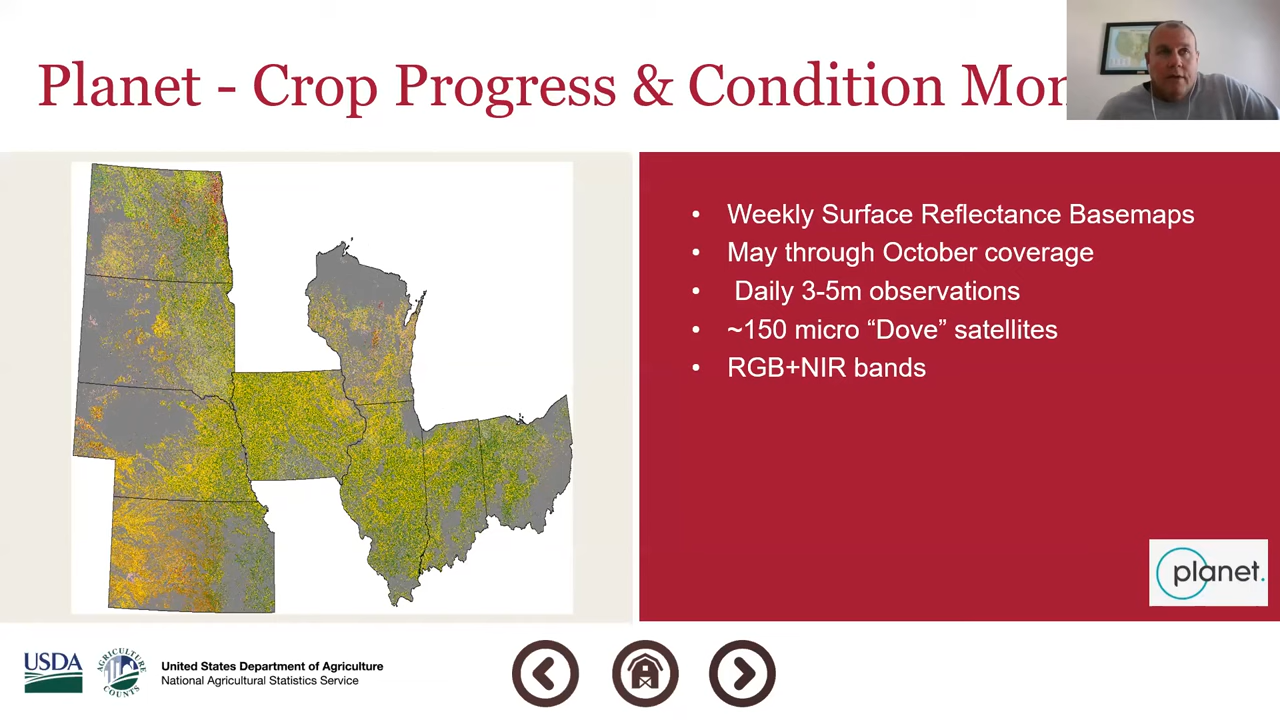 Planet - Crop Progress & Condition Mon
• Weekly Surface Reflectance Basemaps
• May through October coverage
• Daily 3-5m observations
• ~150 micro “Dove” satellites
• RGB+NIR bands
planet.
USDA
AGRICULTURE COUNTS
United States Department of Agriculture
National Agricultural Statistics Service